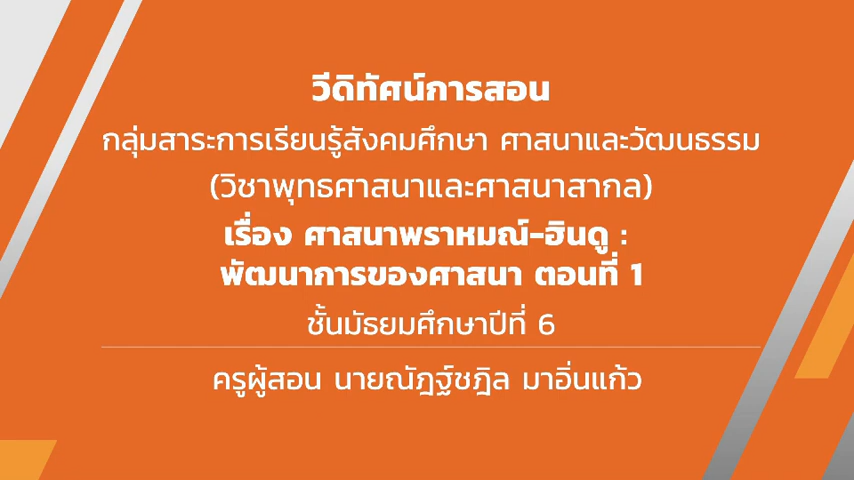 วีดิทัศน์การสอน
กลุ่มสาระการเรียนรู้สังคมศึกษา ศาสนาและวัฒนธรรม
(วิชาพุทธศาสนาและศาสนาสากล)
เรื่อง ศาสนาพราหมณ์-ฮินดู :
พัฒนาการของศาสนา ตอนที่ 1
ชั้นมัธยมศึกษาปีที่ 6
ครูผู้สอน นายณัฎฐ์ชฎิล มาอิ่นแก้ว